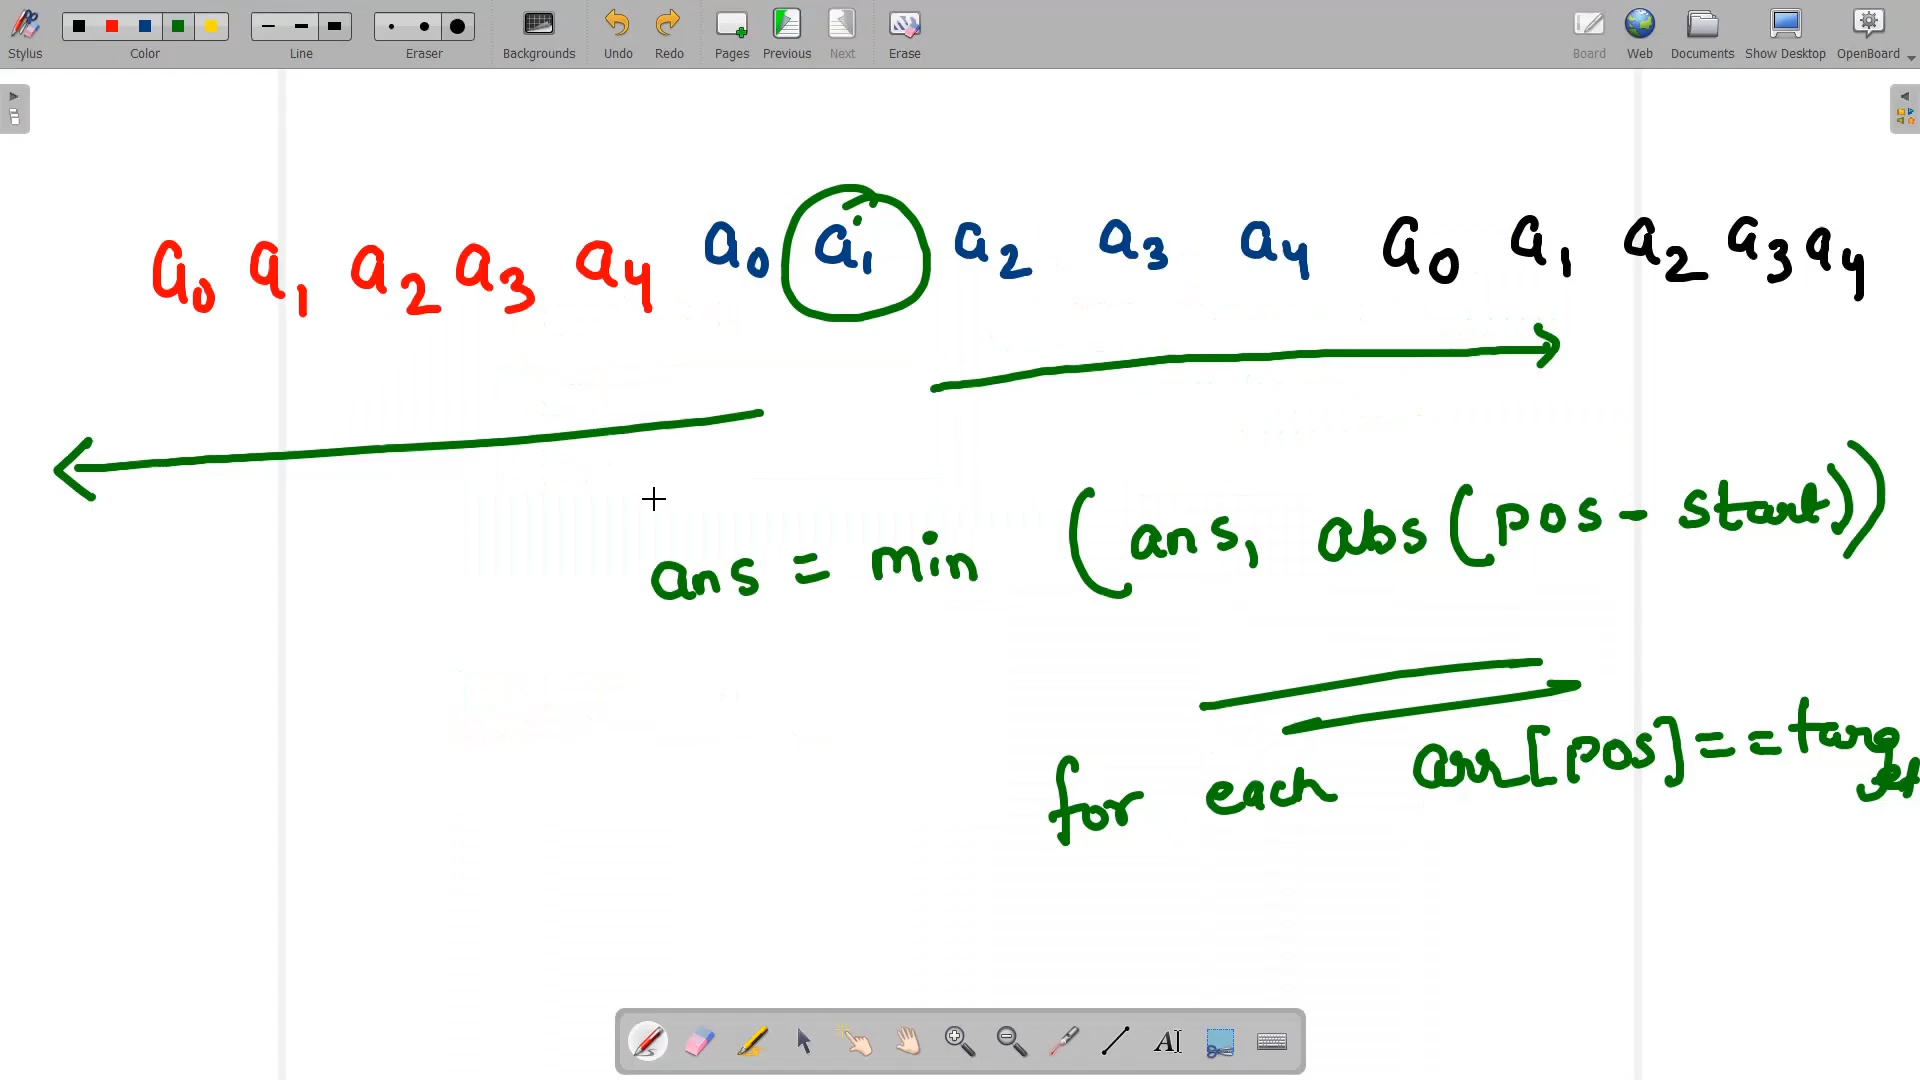 Stylus Color Line Eraser Backgrounds Undo Redo Pages Previous Next Erase Board Web Documents Show Desktop OpenBoard
a0 a1 a2 a3 a4 a0 a1 a2 a3 a4 a0 a1 a2 a3 a4
ans = min (ans, abs(pos - start))
for each arr[pos] == target